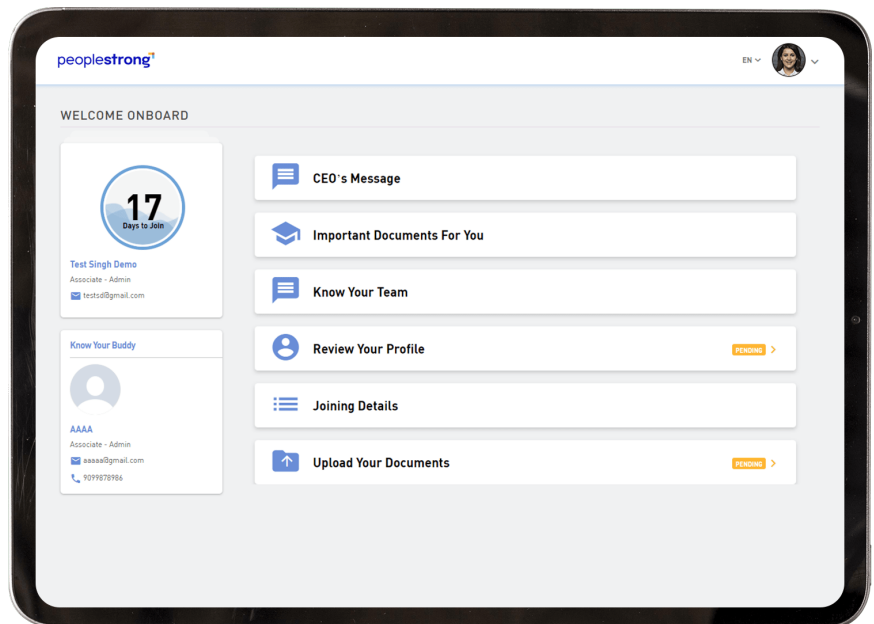 peoplestrong
EN
WELCOME ONBOARD
17
Days to Join
Test Singh Demo
Associate - Admin
testsd@gmail.com
Know Your Buddy
AAAA
Associate - Admin
aaaaa@gmail.com
9099878986
CEO's Message
Important Documents For You
Know Your Team
Review Your Profile
PENDING
Joining Details
Upload Your Documents
PENDING